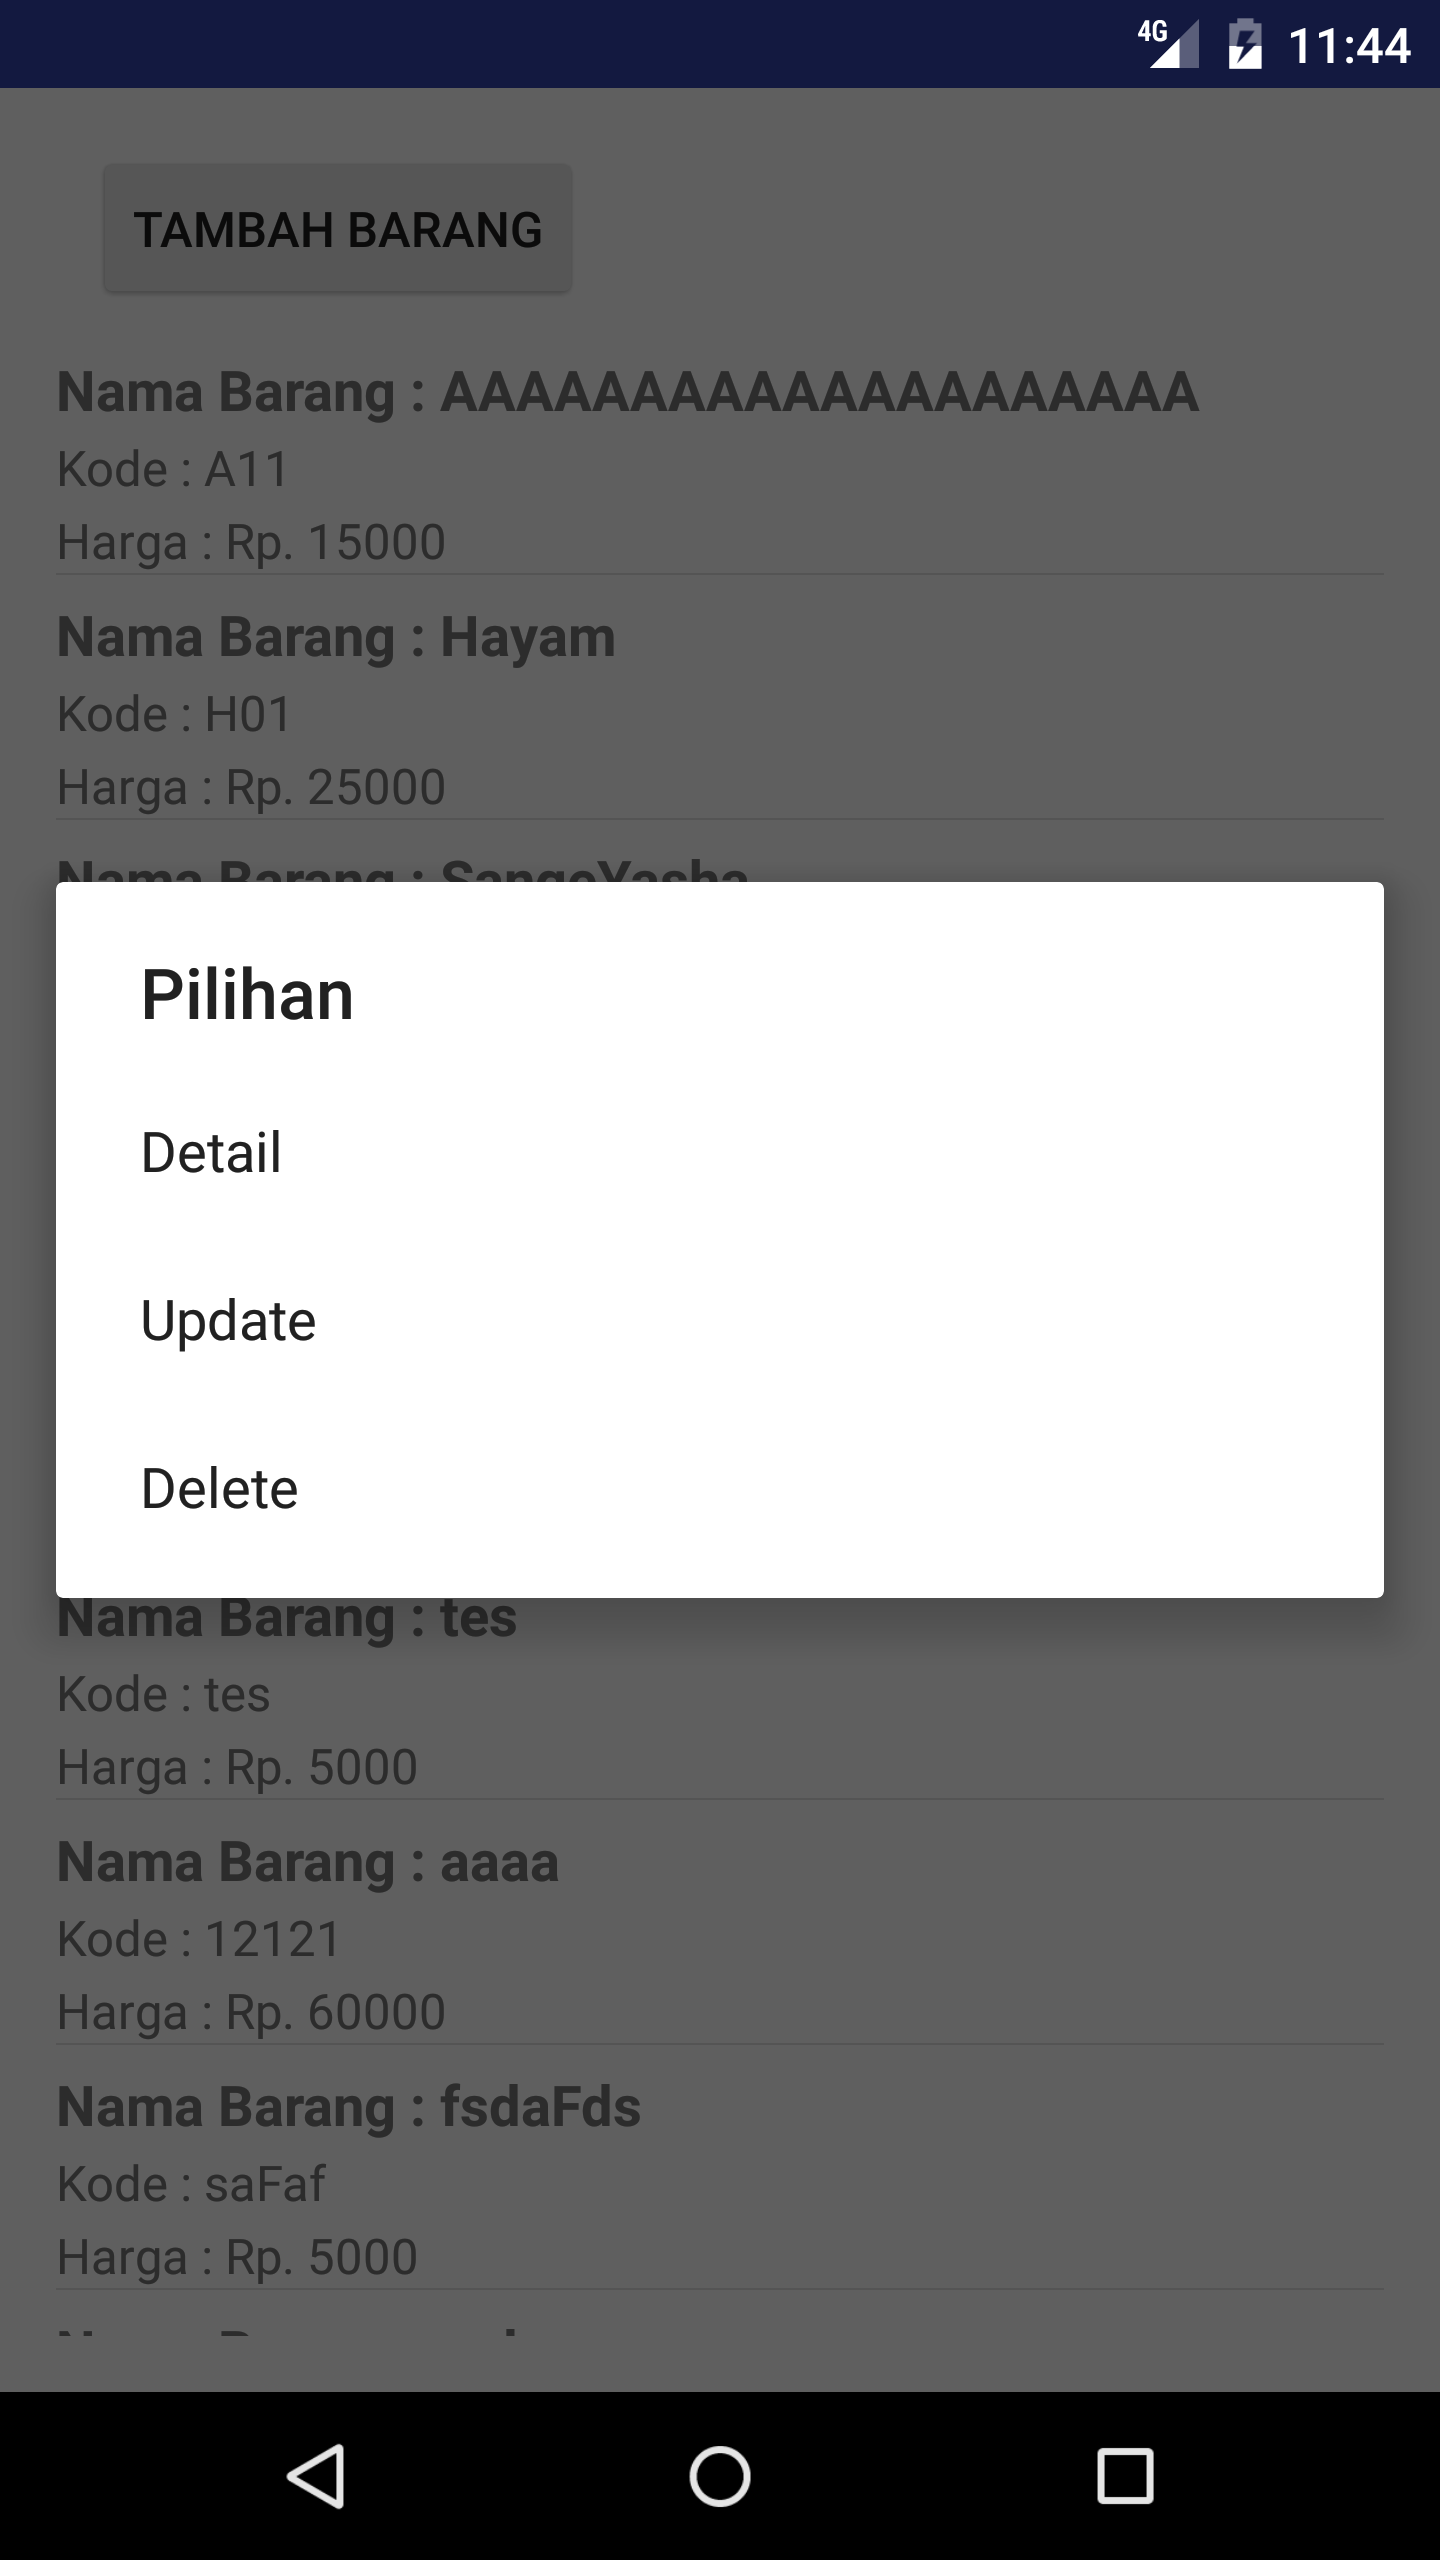 4G 11:44
TAMBAH BARANG
Nama Barang : AAAAAAAAAAAAAAAAAAAA
Kode : A11
Harga : Rp. 15000
Nama Barang : Hayam
Kode : H01
Harga : Rp. 25000
Nama Barang :
Pilihan
Detail
Update
Delete
Nama Barang : tes
Kode : tes
Harga : Rp. 5000
Nama Barang : aaaa
Kode : 12121
Harga : Rp. 60000
Nama Barang : fsdaFds
Kode : saFaf
Harga : Rp. 5000